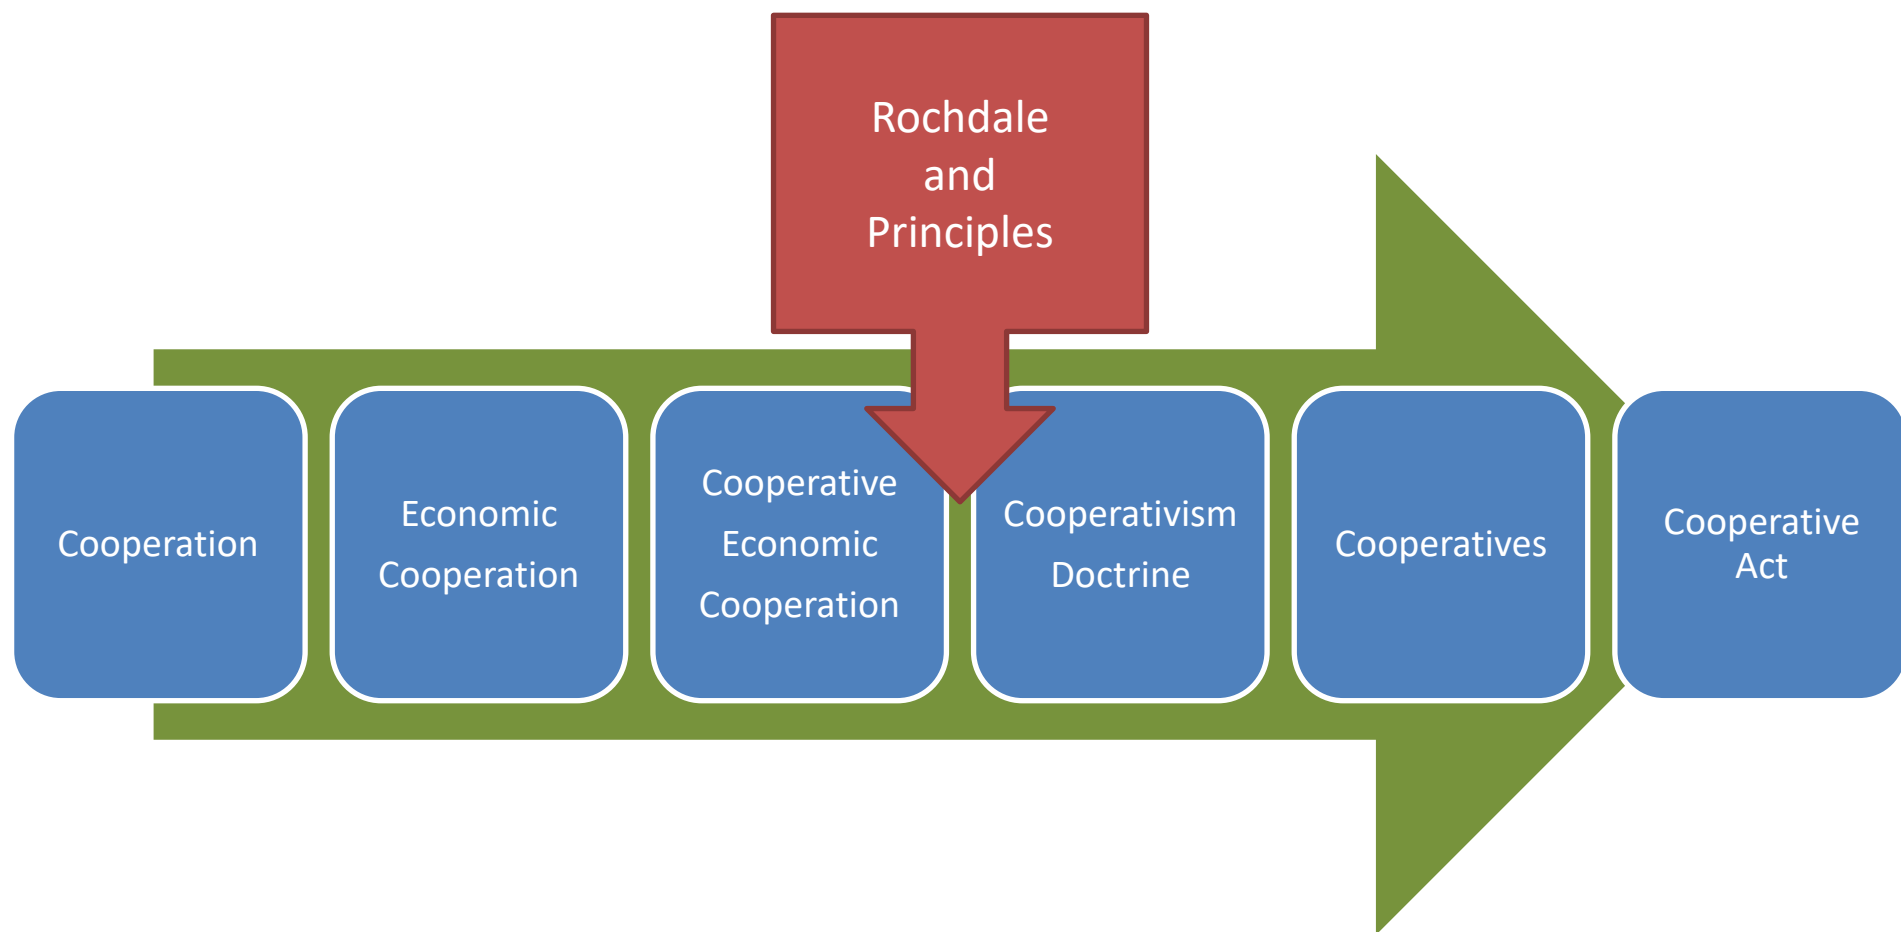 Rochdale
and
Principles
Cooperation
Economic
Cooperation
Cooperative
Economic
Cooperation
Cooperativism
Doctrine
Cooperatives
Cooperative
Act